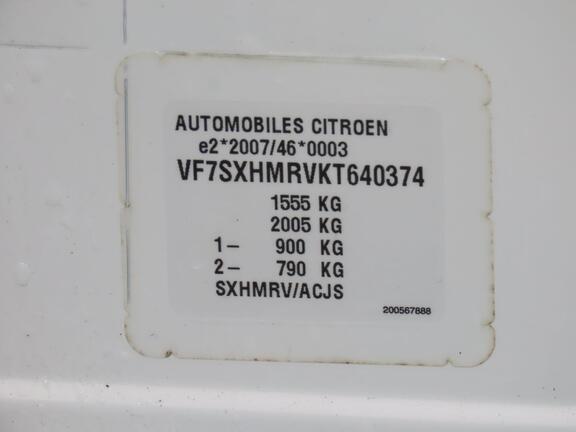 AUTOMOBILES CITROEN
e2*2007/46*0003
VF7SXHMRVKT640374
1555 KG
2005 KG
1- 900 KG
2- 790 KG
SXHMRV/ACJS
200567888